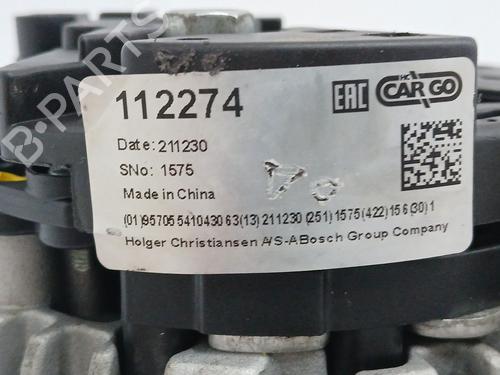 B-PARTS
112274
EAC
HC
CARGO
Date: 211230
SNo: 1575
Made in China
(01)95705541043063(13)211230(251)1575(422)156(30)1
Holger Christiansen A/S-A Bosch Group Company